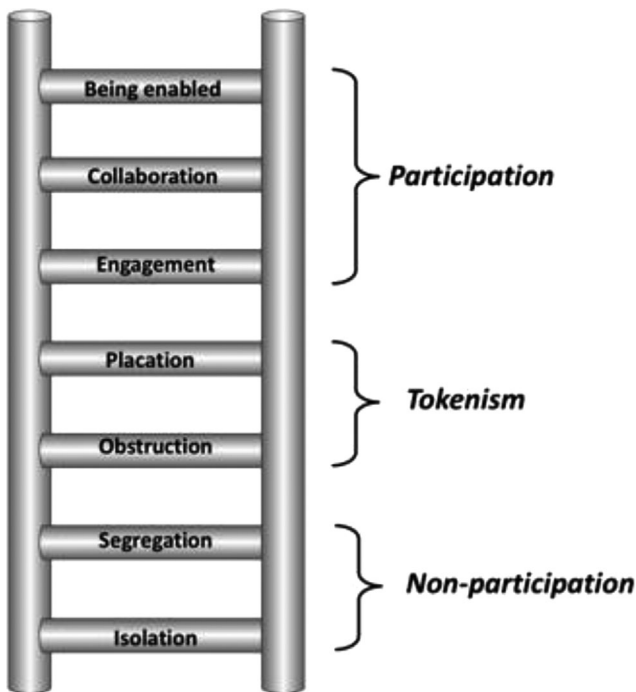 Being enabled
Collaboration
Participation
Engagement
Placation
Tokenism
Obstruction
Segregation
Non-participation
Isolation